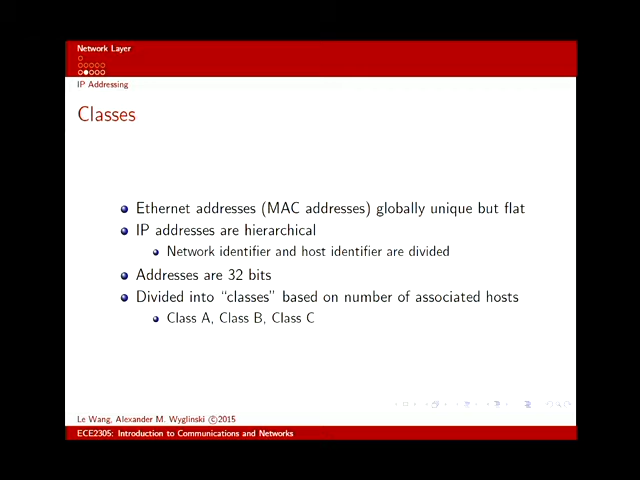 Network Layer
IP Addressing
Classes
Ethernet addresses (MAC addresses) globally unique but flat
IP addresses are hierarchical
Network identifier and host identifier are divided
Addresses are 32 bits
Divided into “classes” based on number of associated hosts
Class A, Class B, Class C
Le Wang, Alexander M. Wyglinski ©2015
ECE2305: Introduction to Communications and Networks